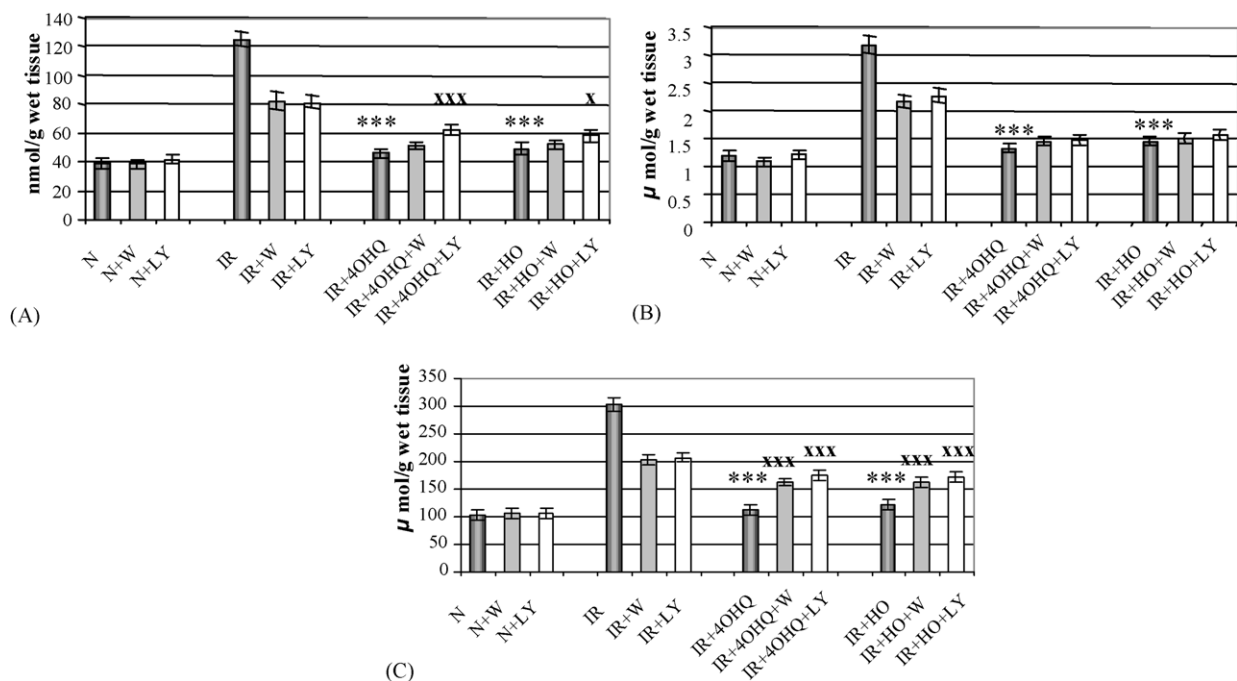 140
120
100
80
60
40
20
0
nmol/g wet tissue
***
xxx
***
x
N
N+W
N+LY
IR
IR+W
IR+LY
IR+4OHQ
IR+4OHQ+W
IR+4OHQ+LY
IR+HO
IR+HO+W
IR+HO+LY
(A)
3.5
3
2.5
2
1.5
1
0.5
0
μ mol/g wet tissue
***
***
N
N+W
N+LY
IR
IR+W
IR+LY
IR+4OHQ
IR+4OHQ+W
IR+4OHQ+LY
IR+HO
IR+HO+W
IR+HO+LY
(B)
350
300
250
200
150
100
50
0
μ mol/g wet tissue
***
xxx
xxx
***
xxx
xxx
N
N+W
N+LY
IR
IR+W
IR+LY
IR+4OHQ
IR+4OHQ+W
IR+4OHQ+LY
IR+HO
IR+HO+W
IR+HO+LY
(C)